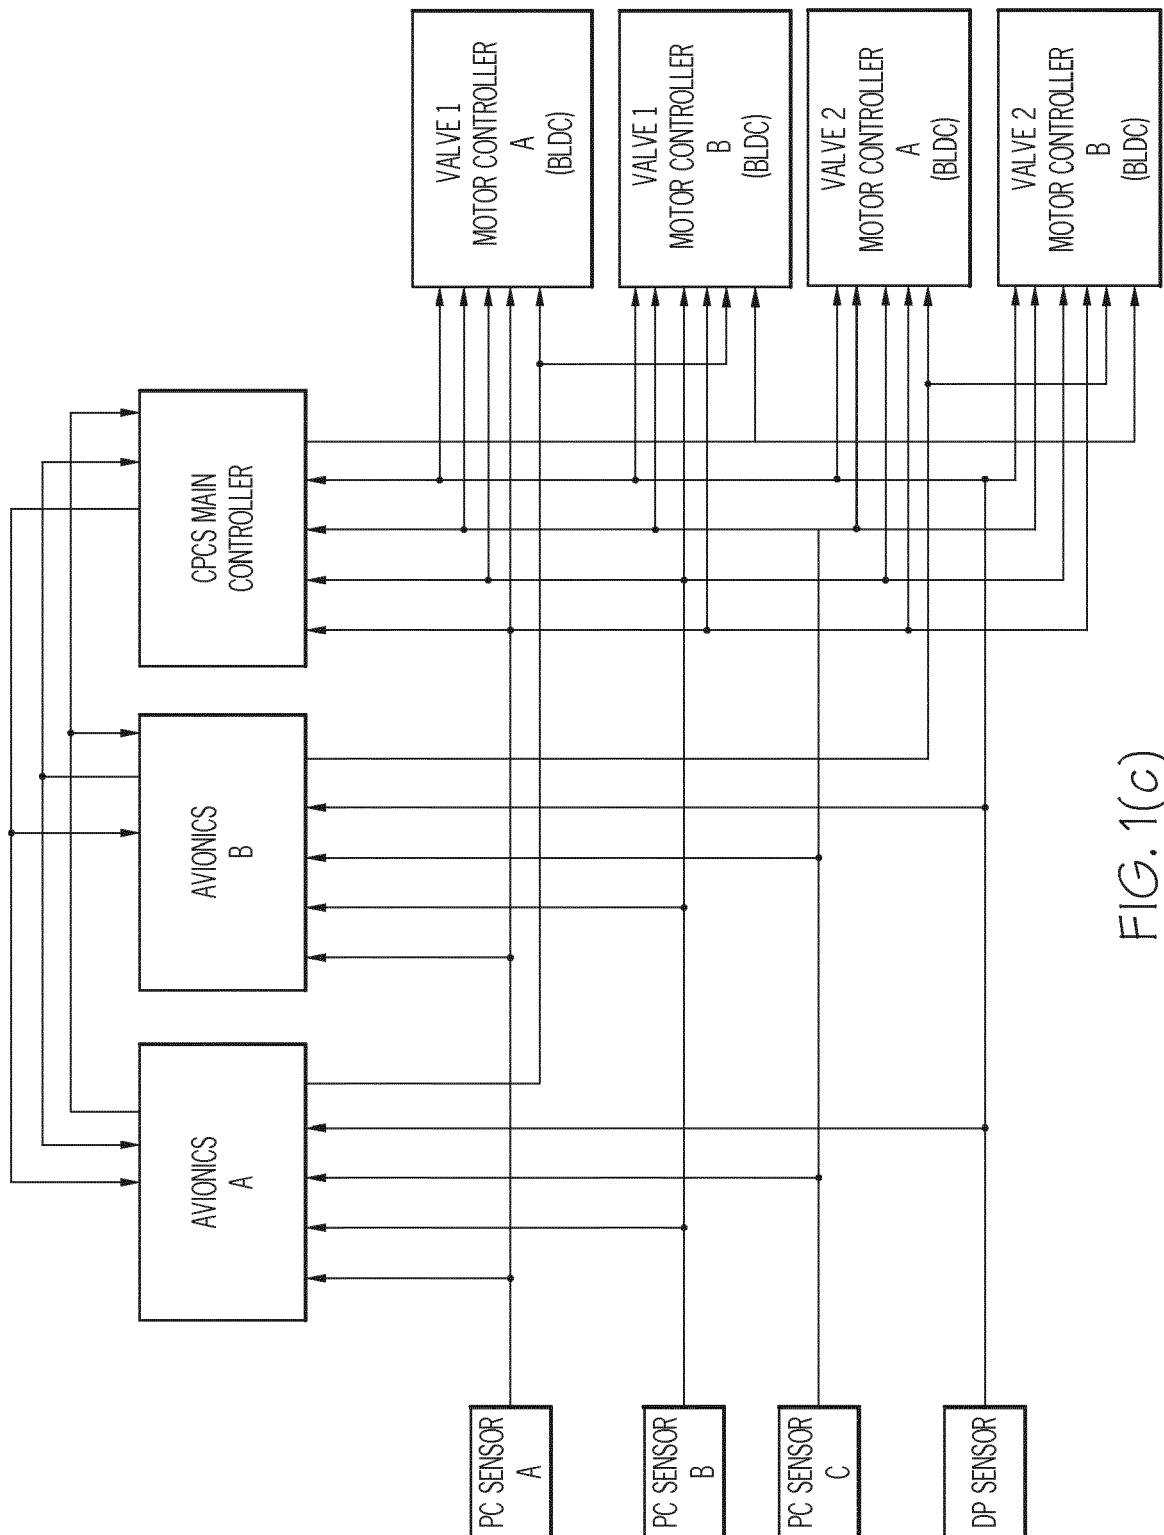 PC SENSOR
A
PC SENSOR
B
PC SENSOR
C
DP SENSOR
AVIONICS
A
AVIONICS
B
CPCS MAIN
CONTROLLER
VALVE 1
MOTOR CONTROLLER
A
(BLDC)
VALVE 1
MOTOR CONTROLLER
B
(BLDC)
VALVE 2
MOTOR CONTROLLER
A
(BLDC)
VALVE 2
MOTOR CONTROLLER
B
(BLDC)
FIG. 1(c)